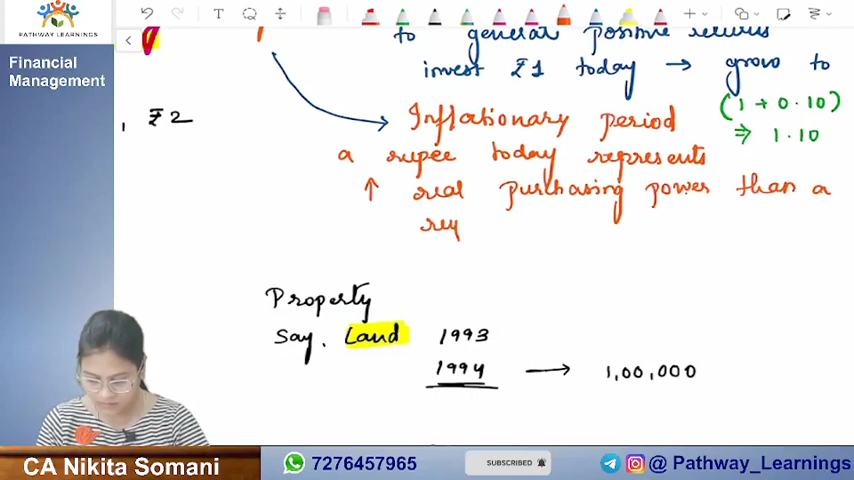 PATHWAY LEARNINGS
Financial
Management
to generate positive returns
invest ₹1 today → grow to
(1 + 0.10)
⇒ 1.10
, ₹2
Inflationary period
a rupee today represents
↑ real purchasing power than a
Property
Say, Land 1993
1994 → 1,00,000
CA Nikita Somani
7276457965
SUBSCRIBED
@ Pathway_Learnings